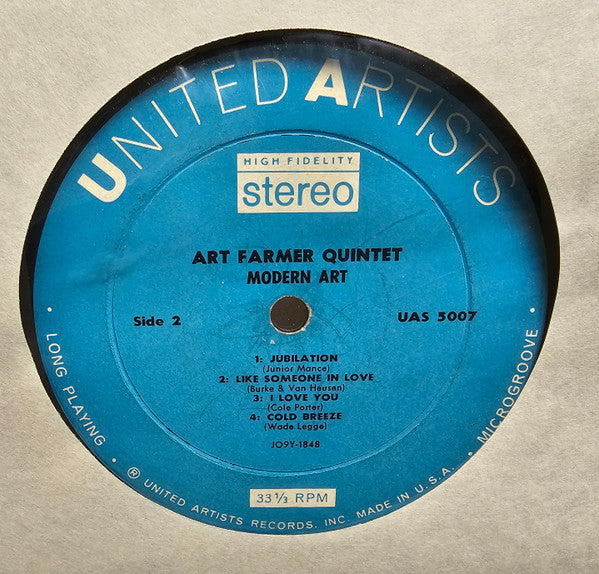 UNITED ARTISTS
HIGH FIDELITY
stereo
ART FARMER QUINTET
MODERN ART
Side 2
UAS 5007
1: JUBILATION
(Junior Mance)
2: LIKE SOMEONE IN LOVE
(Burke & Van Heusen)
3: I LOVE YOU
(Cole Porter)
4: COLD BREEZE
(Wade Legge)
JO9Y-1848
33⅓ RPM
• LONG PLAYING • ® UNITED ARTISTS RECORDS, INC. MADE IN U.S.A. • MICROGROOVE •